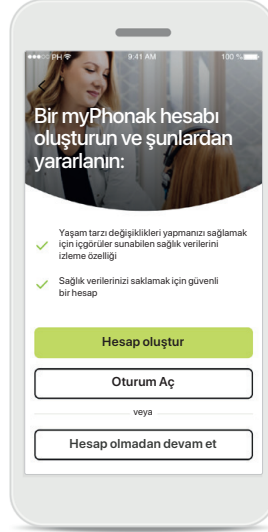 PH 9:41 AM 100 %
Bir myPhonak hesabı
oluşturun ve şunlardan
yararlanın:
Yaşam tarzı değişiklikleri yapmanızı sağlamak
için içgörüler sunabilen sağlık verilerini
izleme özelliği
Sağlık verilerinizi saklamak için güvenli
bir hesap
Hesap oluştur
Oturum Aç
veya
Hesap olmadan devam et